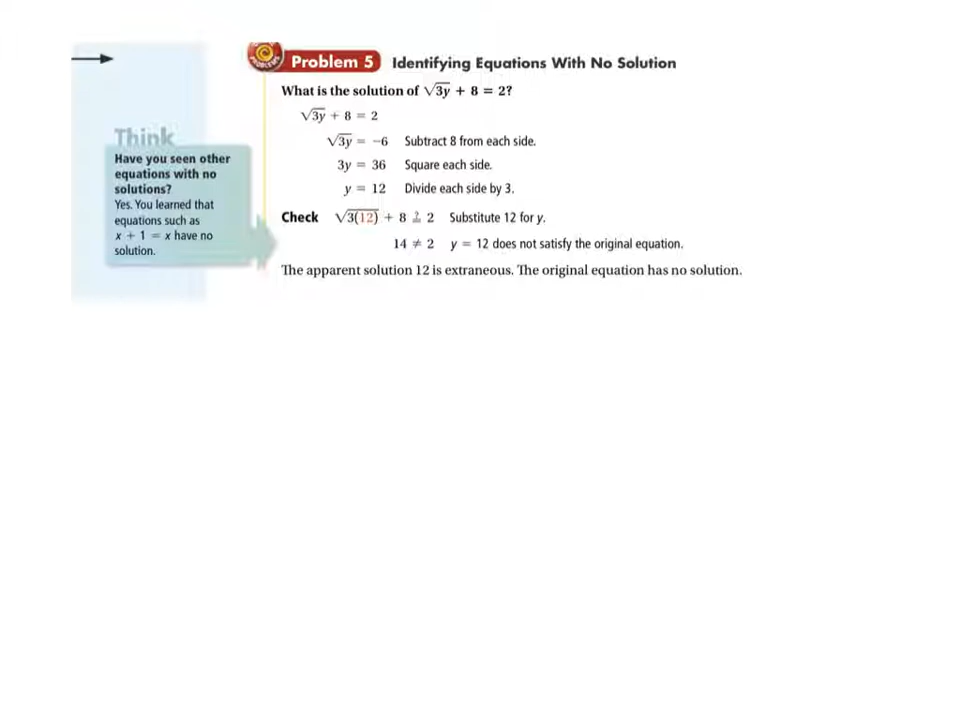 Problem 5 Identifying Equations With No Solution
What is the solution of √3y + 8 = 2?
√3y + 8 = 2
√3y = −6 Subtract 8 from each side.
3y = 36 Square each side.
y = 12 Divide each side by 3.
Check √3(12) + 8 ≟ 2 Substitute 12 for y.
14 ≠ 2 y = 12 does not satisfy the original equation.
The apparent solution 12 is extraneous. The original equation has no solution.
Think
Have you seen other
equations with no
solutions?
Yes. You learned that
equations such as
x + 1 = x have no
solution.